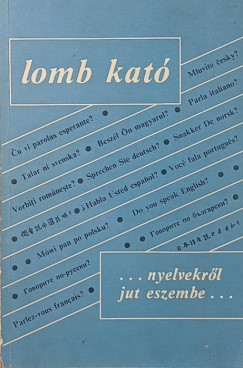 lomb kató
Mluvíte česky?
Ĉu vi parolas esperante? • Beszél Ön magyarul? • Parla italiano?
Talar ni svenska? • Sprechen Sie deutsch? • Snakker De norsk?
Vorbiți românește? • ¿Habla Usted español? • Você fala português?
Do you speak English?
Mówi pan po polsku? • Говорите по-български?
Говорите по-русски?
Parlez-vous français?
... nyelvekről
jut eszembe ...